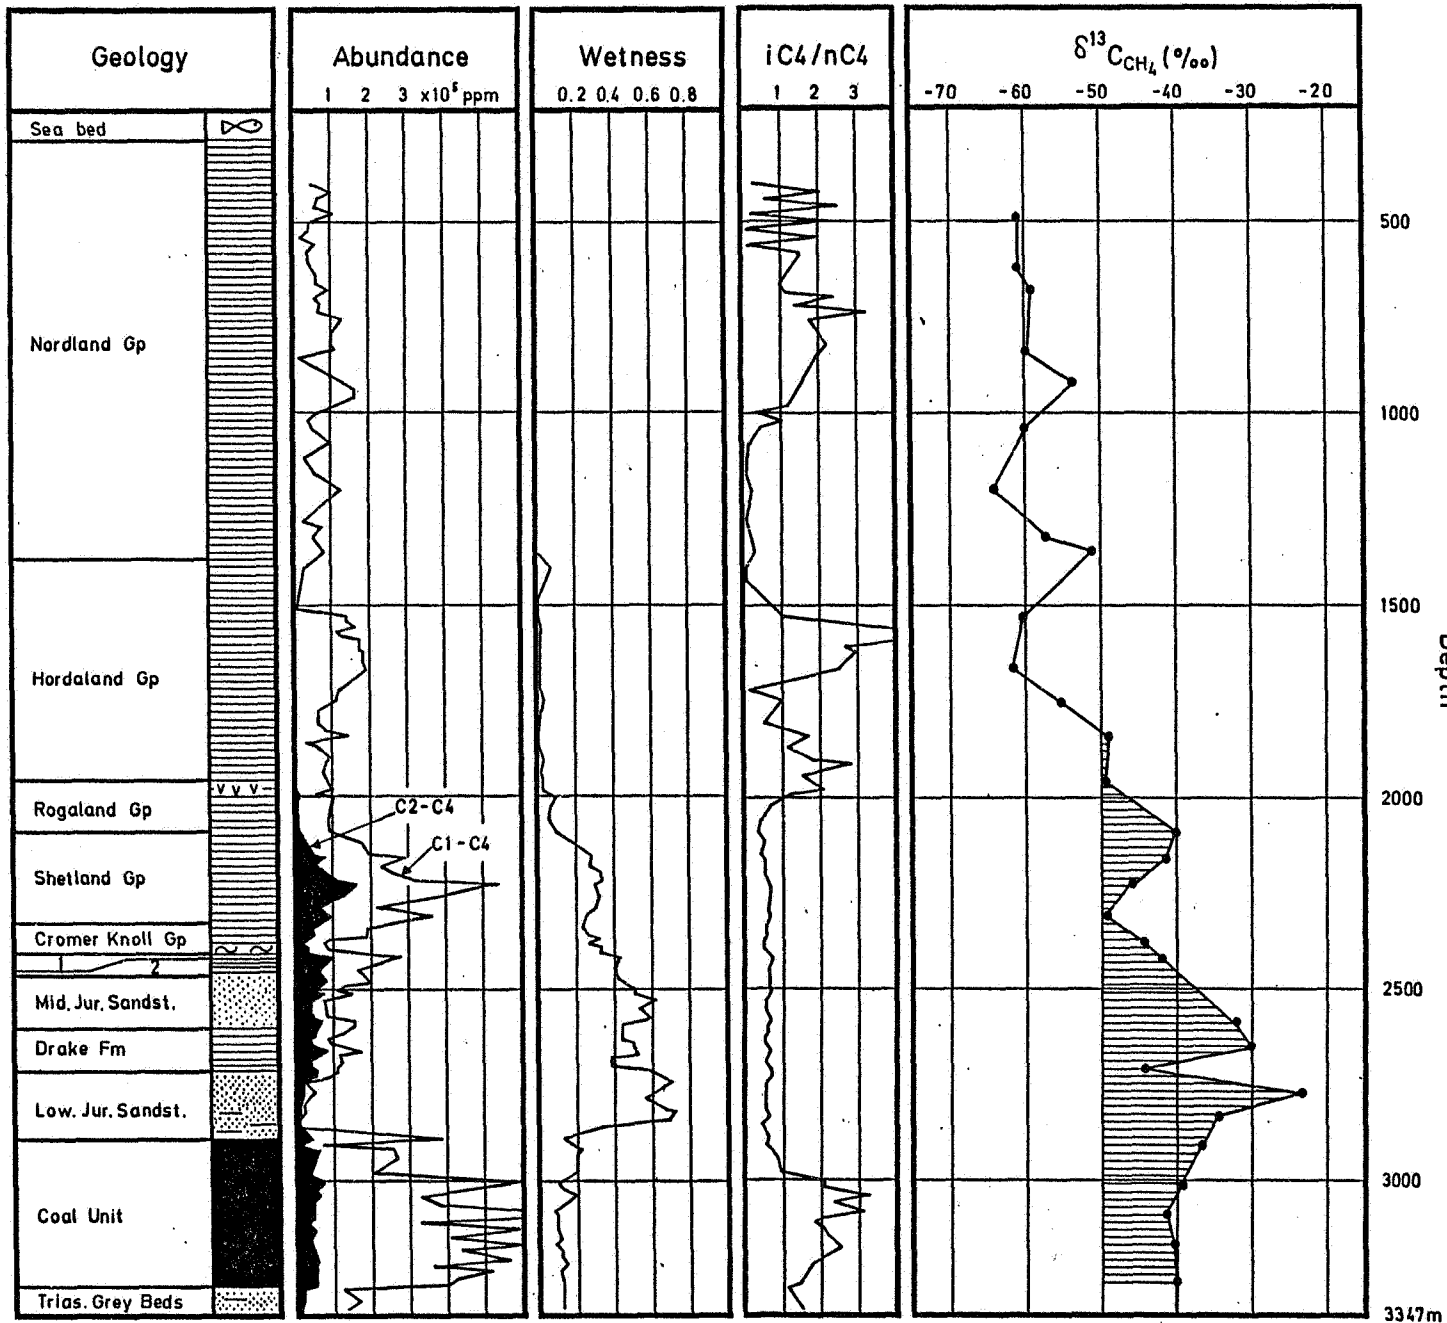 Geology
Abundance
1 2 3 x10⁵ ppm
Wetness
0.2 0.4 0.6 0.8
iC4/nC4
1 2 3
δ¹³C_CH₄ (‰)
-70 -60 -50 -40 -30 -20
Sea bed
500
Nordland Gp
1000
1500
Hordaland Gp
Depth
V V V
2000
Rogaland Gp
C2-C4
C1-C4
Shetland Gp
Cromer Knoll Gp
1 2
2500
Mid. Jur. Sandst.
Drake Fm
Low. Jur. Sandst.
3000
Coal Unit
Trias. Grey Beds
3347m